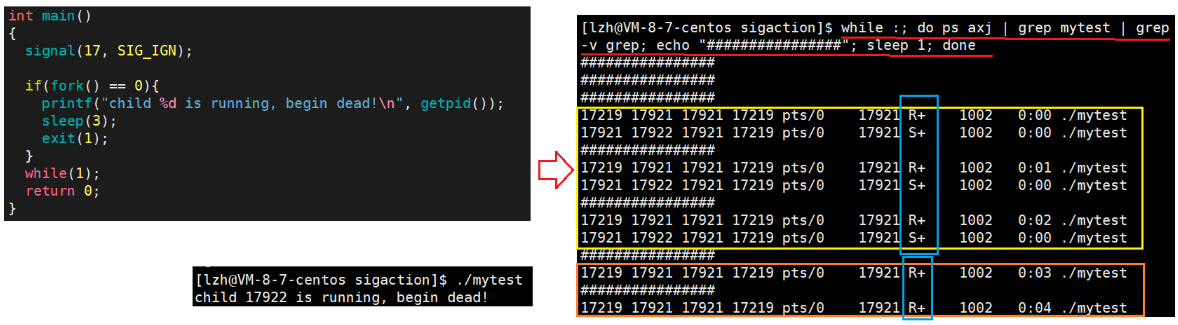 int main()
{
  signal(17, SIG_IGN);
  if(fork() == 0){
    printf("child %d is running, begin dead!\n", getpid());
    sleep(3);
    exit(1);
  }
  while(1);
  return 0;
}
[lzh@VM-8-7-centos sigaction]$ ./mytest
child 17922 is running, begin dead!
[lzh@VM-8-7-centos sigaction]$ while :; do ps axj | grep mytest | grep
-v grep; echo "################"; sleep 1; done
################
################
################
17219 17921 17921 17219 pts/0    17921 R+    1002   0:00 ./mytest
17921 17922 17921 17219 pts/0    17921 S+    1002   0:00 ./mytest
################
17219 17921 17921 17219 pts/0    17921 R+    1002   0:01 ./mytest
17921 17922 17921 17219 pts/0    17921 S+    1002   0:00 ./mytest
################
17219 17921 17921 17219 pts/0    17921 R+    1002   0:02 ./mytest
17921 17922 17921 17219 pts/0    17921 S+    1002   0:00 ./mytest
################
17219 17921 17921 17219 pts/0    17921 R+    1002   0:03 ./mytest
################
17219 17921 17921 17219 pts/0    17921 R+    1002   0:04 ./mytest